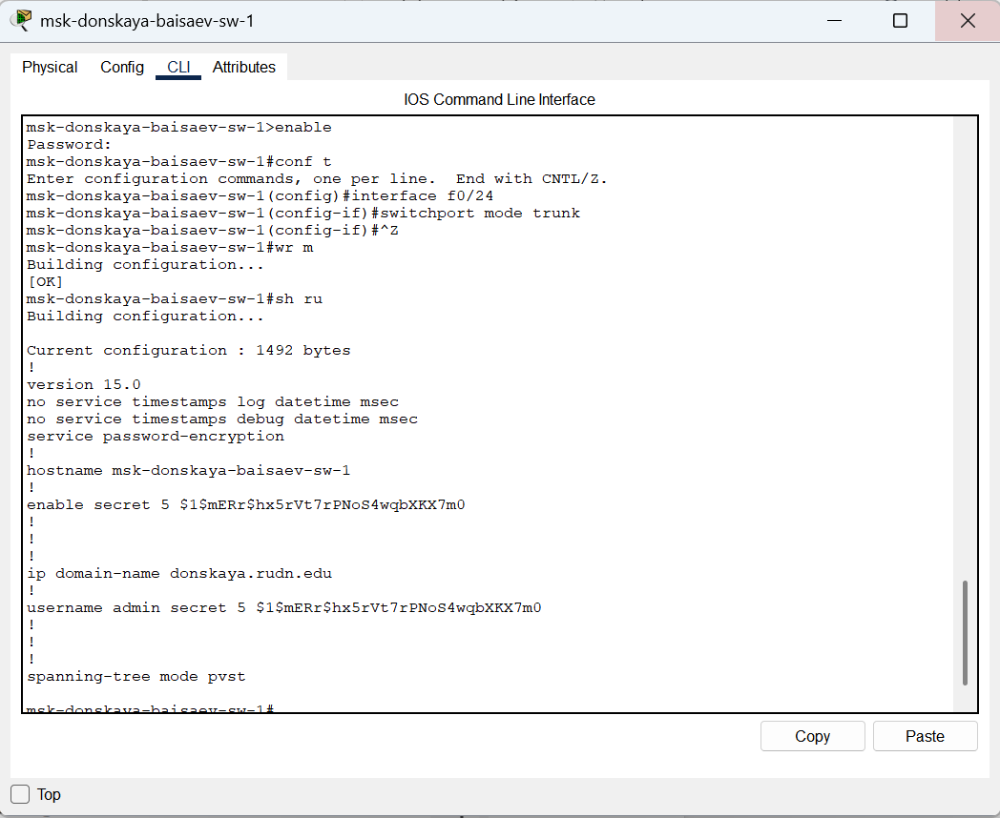 msk-donskaya-baisaev-sw-1
Physical Config CLI Attributes
IOS Command Line Interface
msk-donskaya-baisaev-sw-1>enable
Password:
msk-donskaya-baisaev-sw-1#conf t
Enter configuration commands, one per line.  End with CNTL/Z.
msk-donskaya-baisaev-sw-1(config)#interface f0/24
msk-donskaya-baisaev-sw-1(config-if)#switchport mode trunk
msk-donskaya-baisaev-sw-1(config-if)#^Z
msk-donskaya-baisaev-sw-1#wr m
Building configuration...
[OK]
msk-donskaya-baisaev-sw-1#sh ru
Building configuration...
Current configuration : 1492 bytes
!
version 15.0
no service timestamps log datetime msec
no service timestamps debug datetime msec
service password-encryption
!
hostname msk-donskaya-baisaev-sw-1
!
enable secret 5 $1$mERr$hx5rVt7rPNoS4wqbXKX7m0
!
!
!
ip domain-name donskaya.rudn.edu
!
username admin secret 5 $1$mERr$hx5rVt7rPNoS4wqbXKX7m0
!
!
!
spanning-tree mode pvst
msk-donskaya-baisaev-sw-1#
Copy Paste
Top